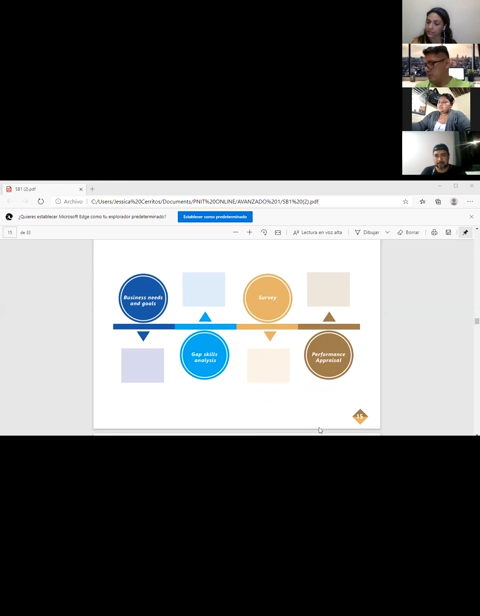 SB1 (2).pdf
Archivo
C:/Users/Jessica%20Cerritos/Documents/PNIT%20ONLINE/AVANZADO%201/SB1%20(2).pdf
¿Quieres establecer Microsoft Edge como tu explorador predeterminado?
Establecer como predeterminado
15
de 33
Lectura en voz alta
Dibujar
Borrar
Business needs
and goals
Survey
Gap skills
analysis
Performance
Appraisal
15